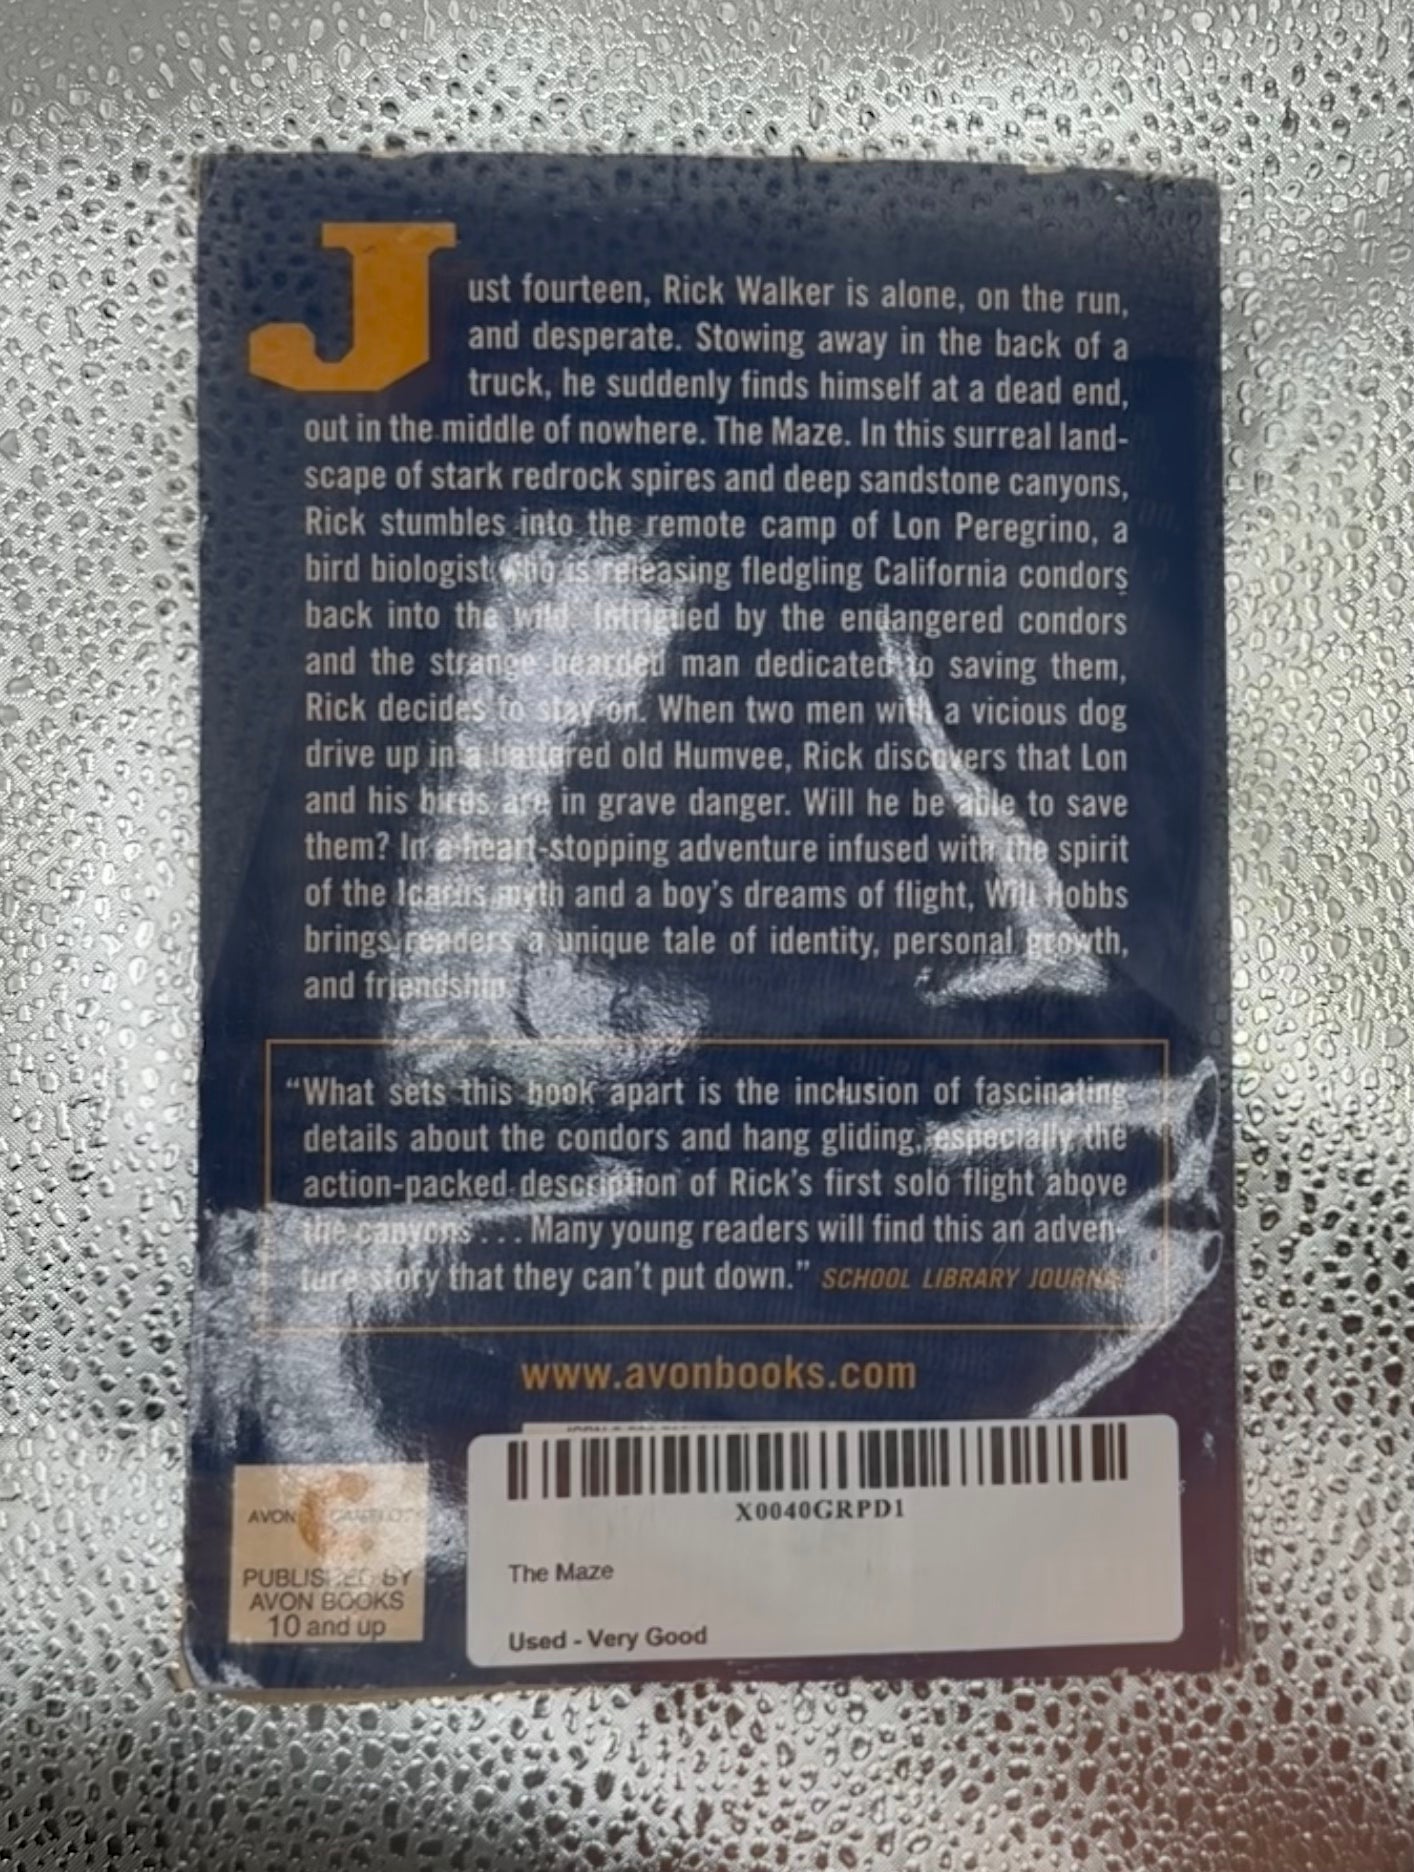 Just fourteen, Rick Walker is alone, on the run,
and desperate. Stowing away in the back of a
truck, he suddenly finds himself at a dead end,
out in the middle of nowhere. The Maze. In this surreal land-
scape of stark redrock spires and deep sandstone canyons,
Rick stumbles into the remote camp of Lon Peregrino, a
bird biologist who is releasing fledgling California condors
back into the wild. Intrigued by the endangered condors
and the strange bearded man dedicated to saving them,
Rick decides to stay on. When two men with a vicious dog
drive up in a battered old Humvee, Rick discovers that Lon
and his birds are in grave danger. Will he be able to save
them? In a heart-stopping adventure infused with the spirit
of the Icarus myth and a boy's dreams of flight, Will Hobbs
brings readers a unique tale of identity, personal growth,
and friendship.
“What sets this book apart is the inclusion of fascinating
details about the condors and hang gliding, especially the
action-packed description of Rick's first solo flight above
the canyons... Many young readers will find this an adven-
ture story that they can't put down.” SCHOOL LIBRARY JOURNAL
www.avonbooks.com
X0040GRPD1
The Maze
Used - Very Good
AVON CAMELOT
PUBLISHED BY
AVON BOOKS
10 and up